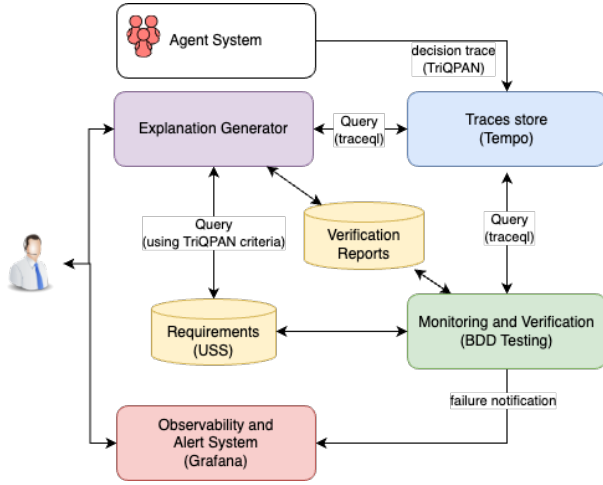 Agent System
decision trace
(TriQPAN)
Explanation Generator
Query
(traceql)
Traces store
(Tempo)
Query
(using TriQPAN criteria)
Verification
Reports
Query
(traceql)
Requirements
(USS)
Monitoring and Verification
(BDD Testing)
failure notification
Observability and
Alert System
(Grafana)